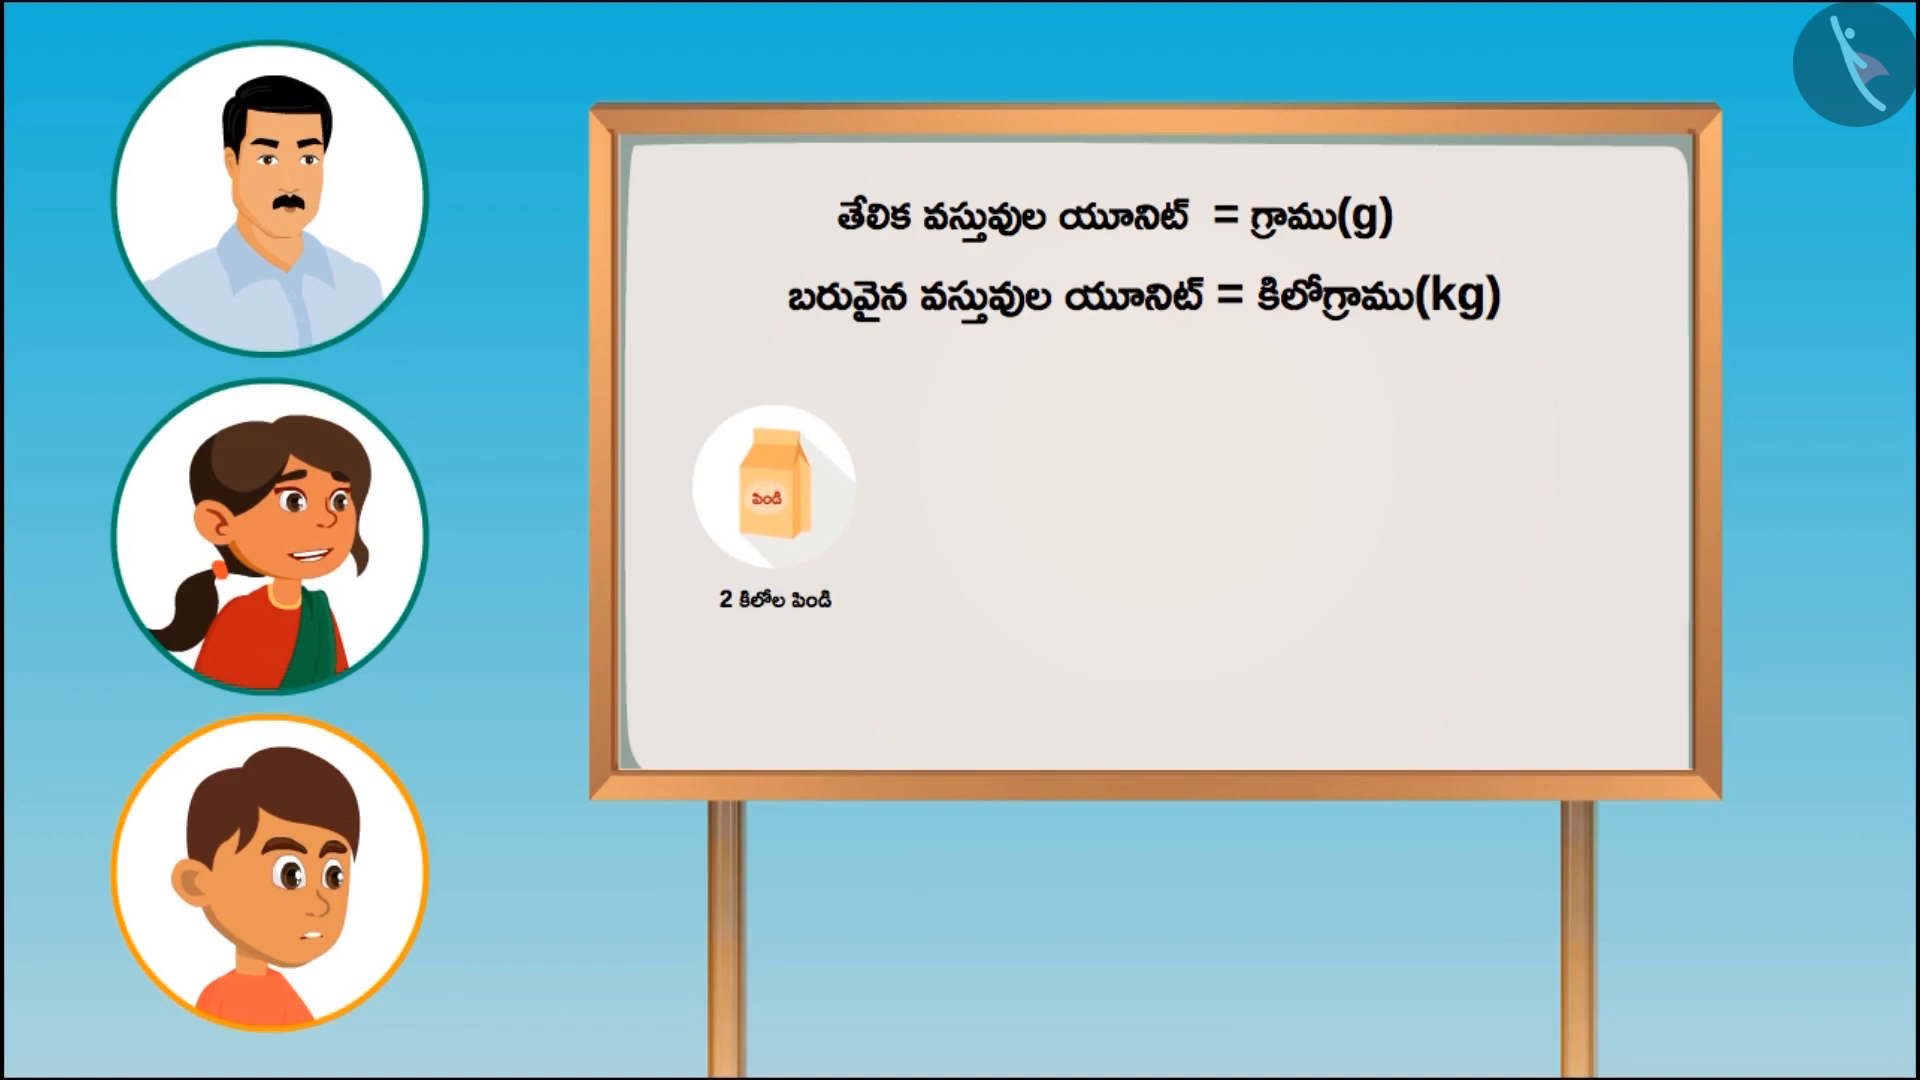 తేలిక వస్తువుల యూనిట్ = గ్రాము(g)
బరువైన వస్తువుల యూనిట్ = కిలోగ్రాము(kg)
పిండి
2 కిలోల పిండి